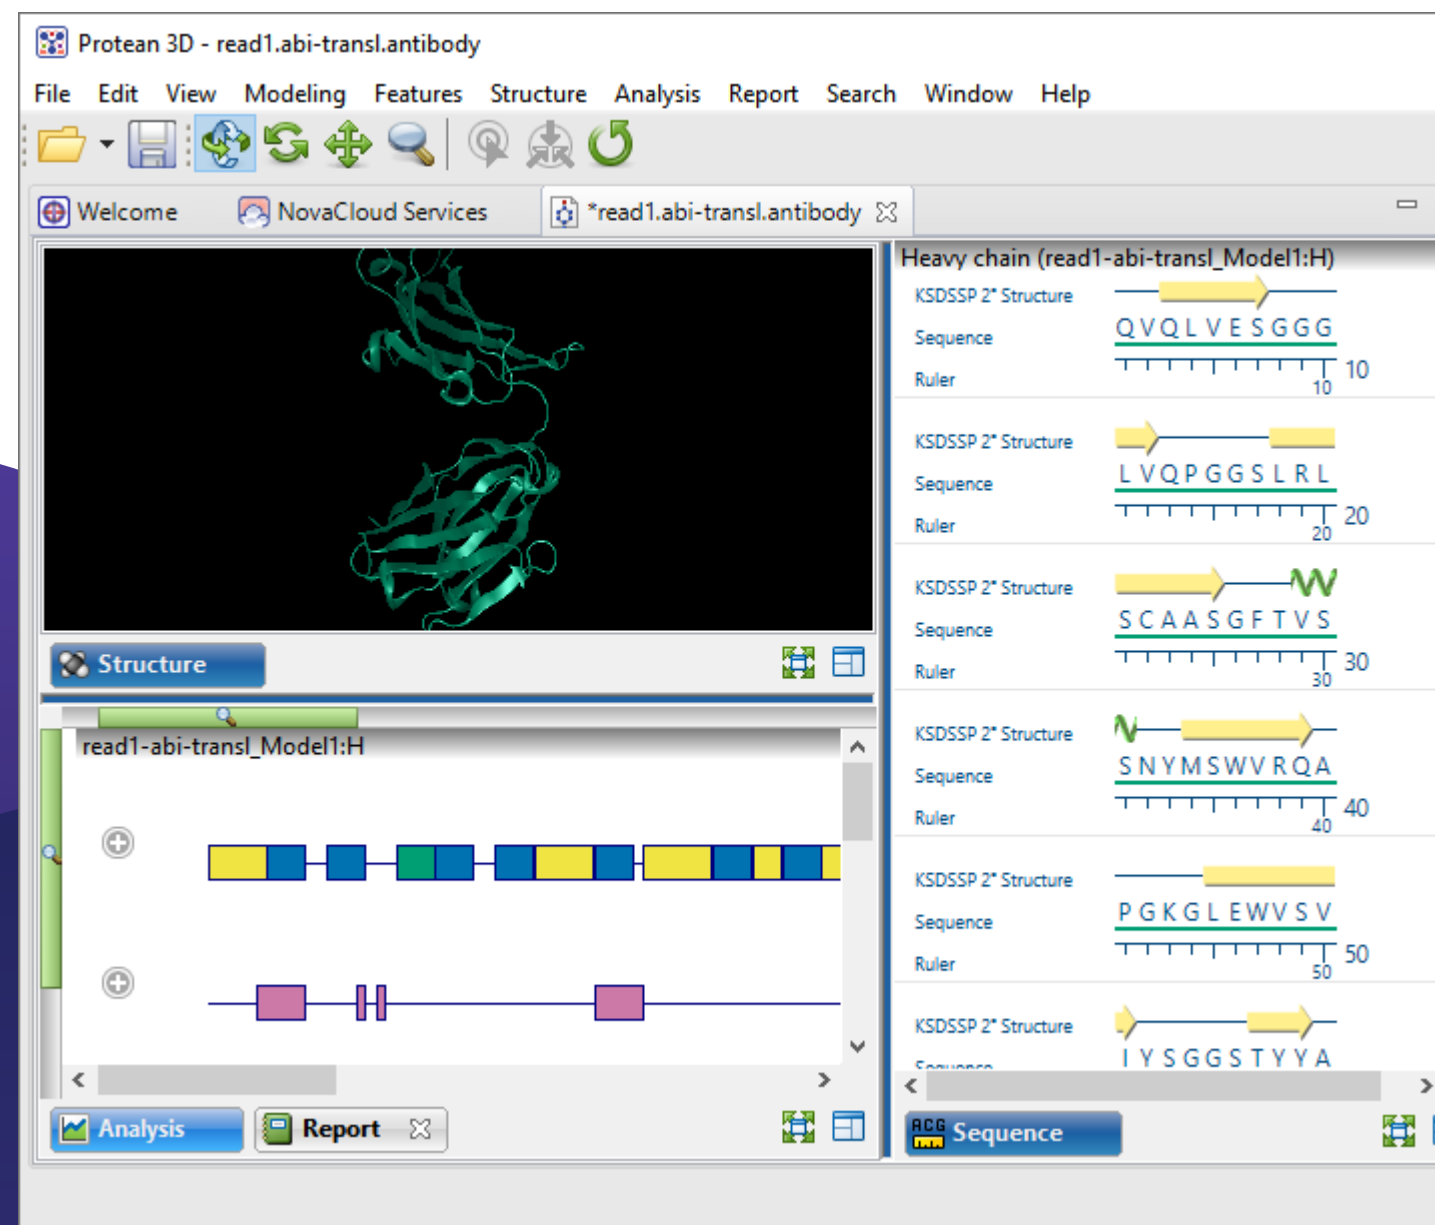 Protean 3D - read1.abi-transl.antibody
File Edit View Modeling Features Structure Analysis Report Search Window Help
Welcome NovaCloud Services *read1.abi-transl.antibody
Heavy chain (read1-abi-transl_Model1:H)
KSDSSP 2° Structure
Sequence QVQLVESGGG
Ruler 10 10
KSDSSP 2° Structure
Sequence LVQPGGSLRL
Ruler 20 20
KSDSSP 2° Structure
Sequence SCAASGFTVS
Ruler 30 30
KSDSSP 2° Structure
Sequence SNYMSWVRQA
Ruler 40 40
KSDSSP 2° Structure
Sequence PGKGLEWVSV
Ruler 50 50
KSDSSP 2° Structure
Sequence IYSGGSTYYA
ACG Sequence
Structure
read1-abi-transl_Model1:H
Analysis Report